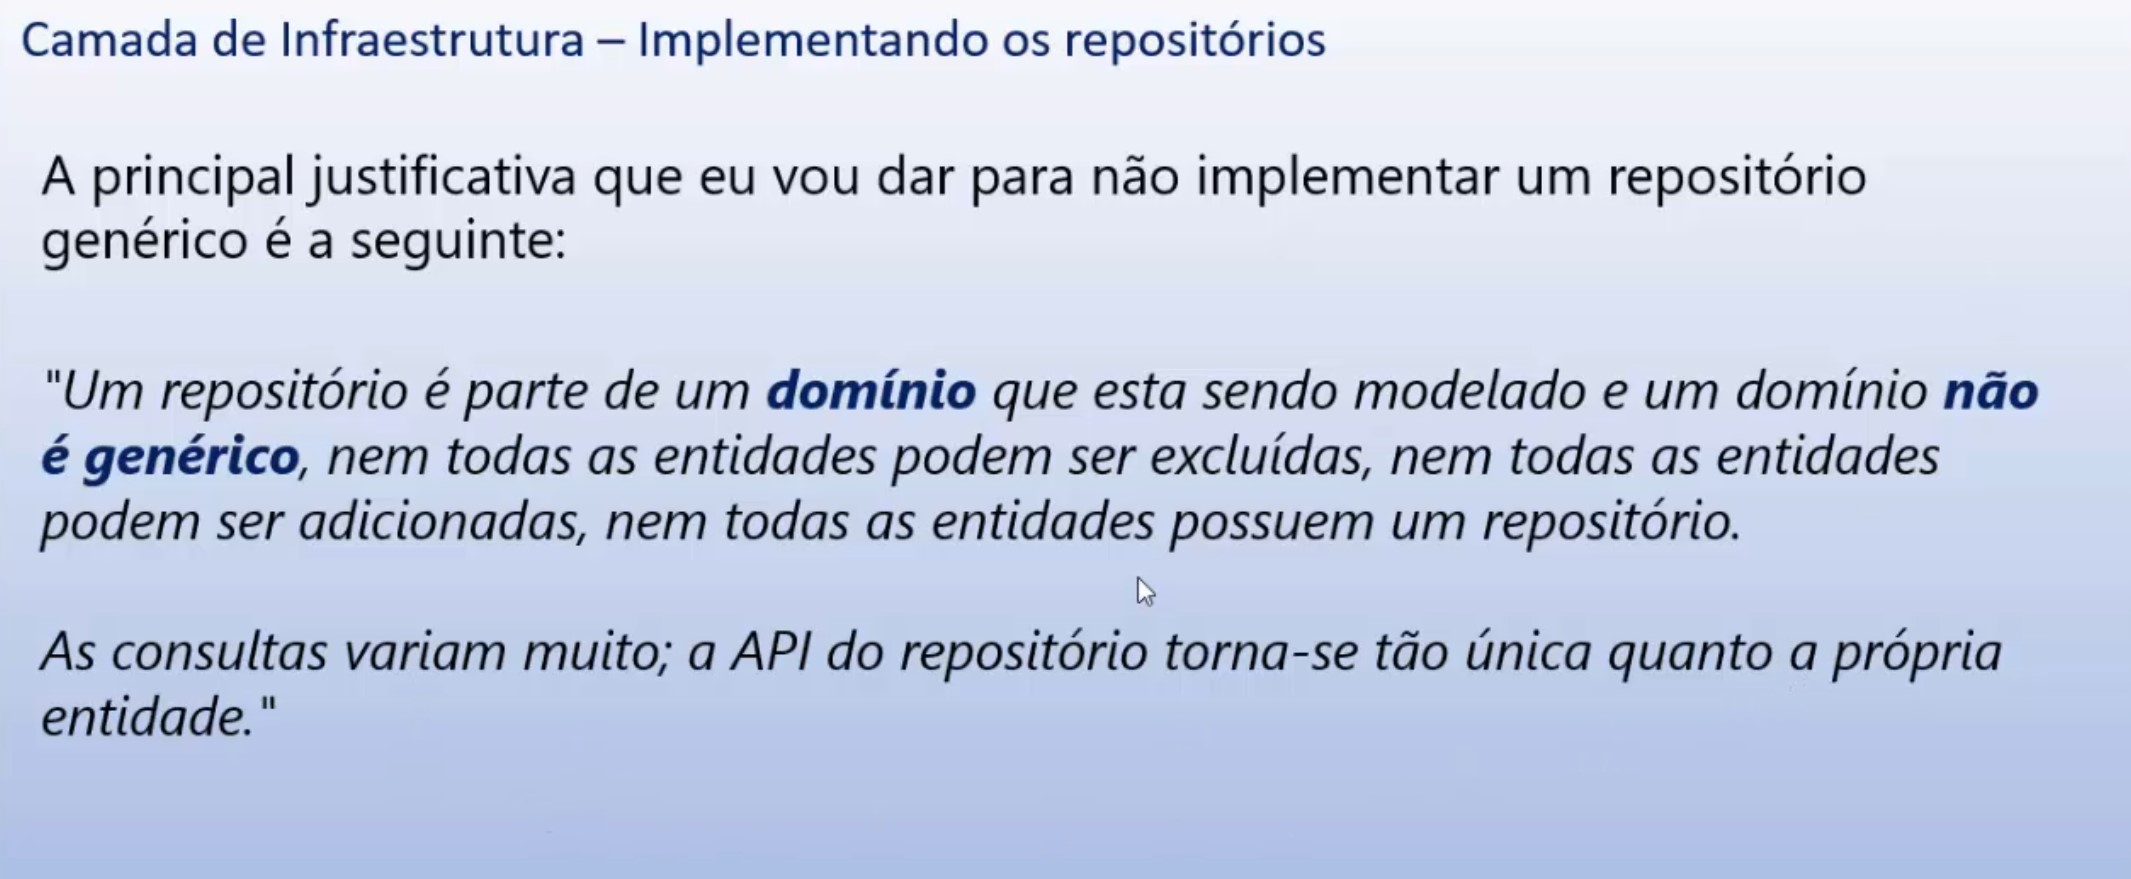 Camada de Infraestrutura – Implementando os repositórios
A principal justificativa que eu vou dar para não implementar um repositório
genérico é a seguinte:
"Um repositório é parte de um domínio que esta sendo modelado e um domínio não
é genérico, nem todas as entidades podem ser excluídas, nem todas as entidades
podem ser adicionadas, nem todas as entidades possuem um repositório.
As consultas variam muito; a API do repositório torna-se tão única quanto a própria
entidade."